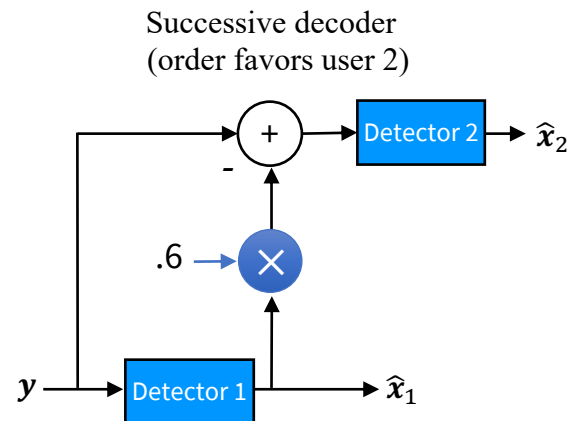 Successive decoder
(order favors user 2)
+
Detector 2
x̂₂
-
.6
×
y
Detector 1
x̂₁